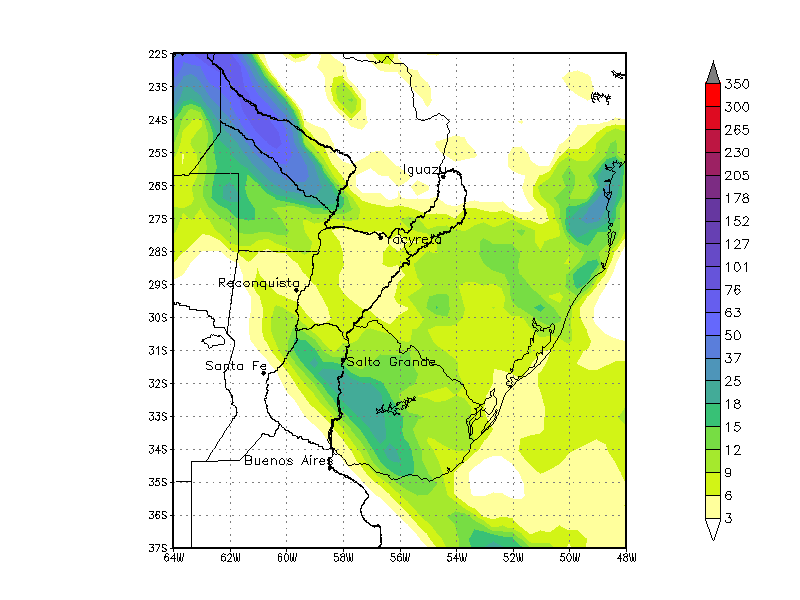 22S
23S
24S
25S
26S
27S
28S
29S
30S
31S
32S
33S
34S
35S
36S
37S
64W 62W 60W 58W 56W 54W 52W 50W 48W
Iguazu
Yacyreta
Reconquista
Santa Fe
Salto Grande
Buenos Aires
350
300
265
230
205
178
152
127
101
76
63
50
37
25
18
15
12
9
6
3